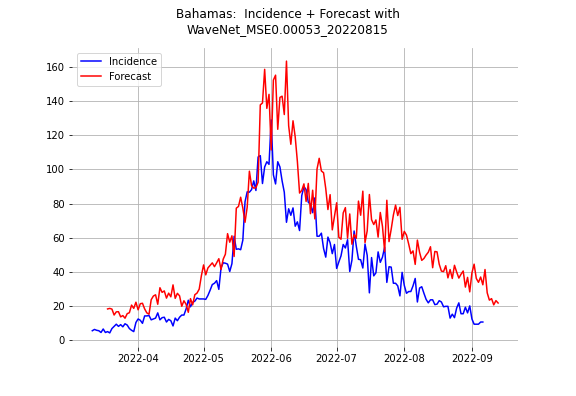 Bahamas:  Incidence + Forecast with
WaveNet_MSE0.00053_20220815
Incidence
Forecast
160
140
120
100
80
60
40
20
0
2022-04 2022-05 2022-06 2022-07 2022-08 2022-09